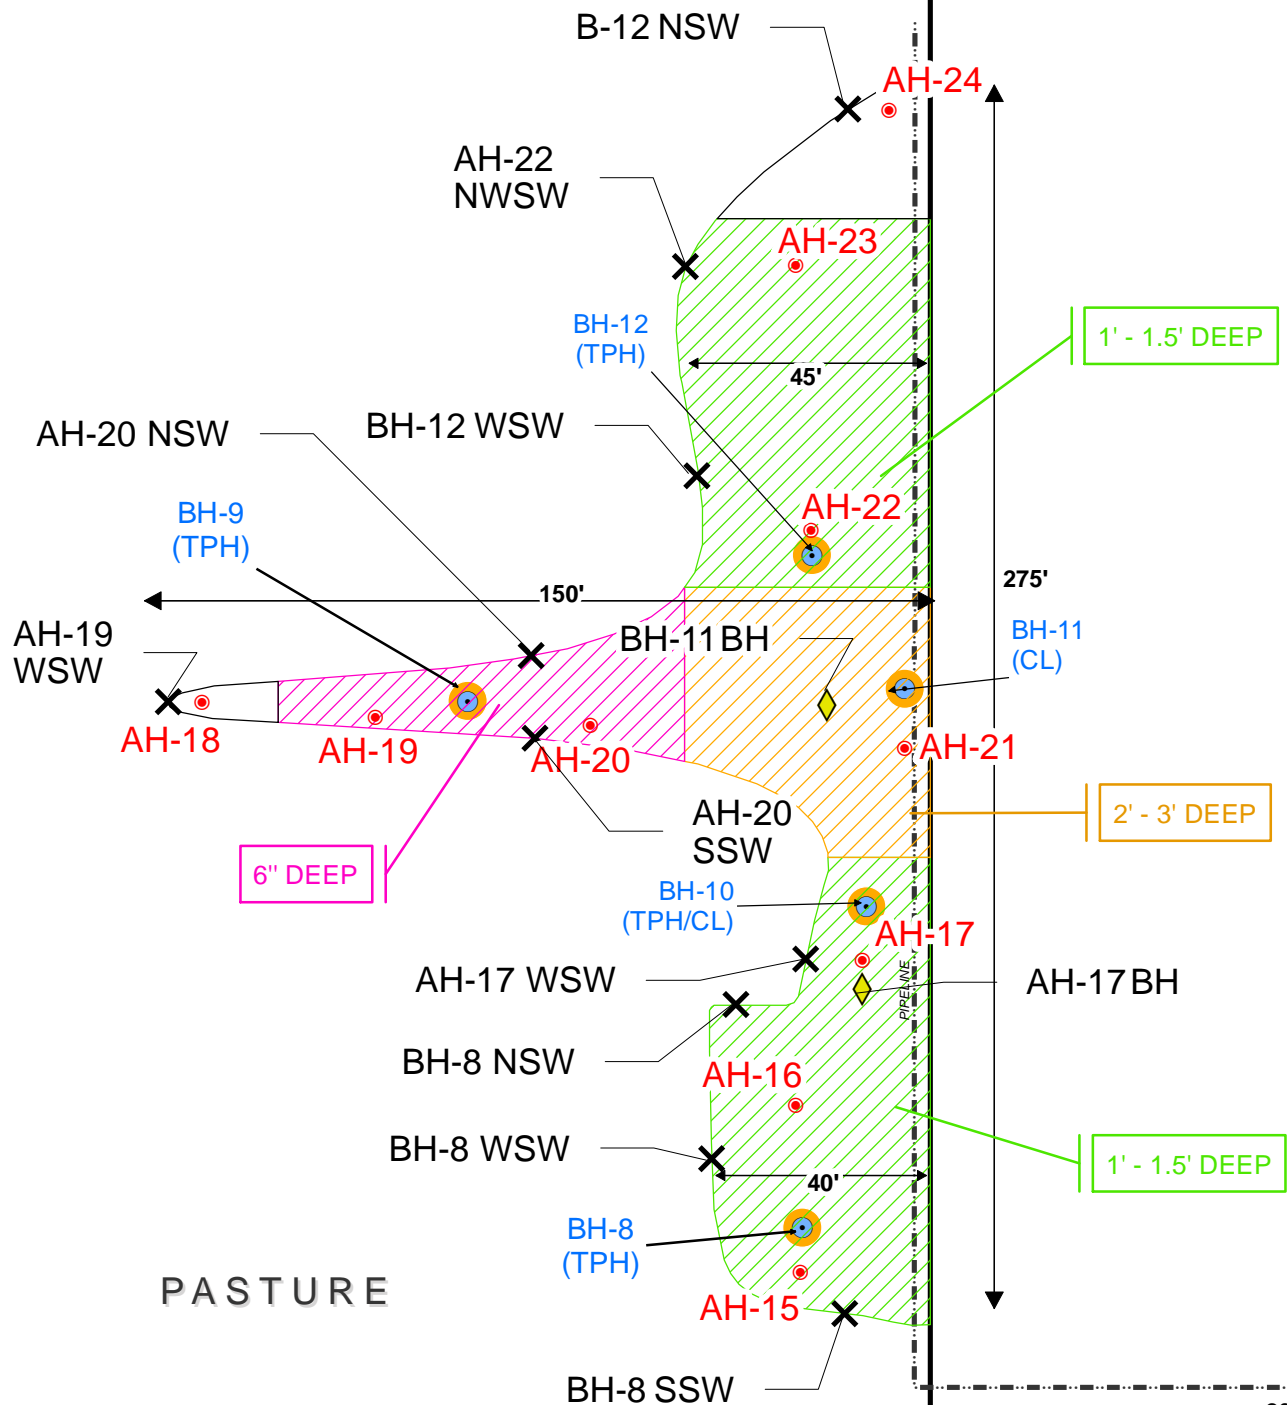 B-12 NSW
AH-24
AH-22
NWSW
AH-23
BH-12
(TPH)
1' - 1.5' DEEP
45'
AH-20 NSW
BH-12 WSW
BH-9
(TPH)
AH-22
150'
275'
AH-19
WSW
BH-11 BH
BH-11
(CL)
AH-18
AH-19
AH-20
AH-21
AH-20
SSW
2' - 3' DEEP
6" DEEP
BH-10
(TPH/CL)
AH-17
AH-17 WSW
PIPELINE
AH-17 BH
BH-8 NSW
AH-16
BH-8 WSW
1' - 1.5' DEEP
40'
BH-8
(TPH)
PASTURE
AH-15
BH-8 SSW